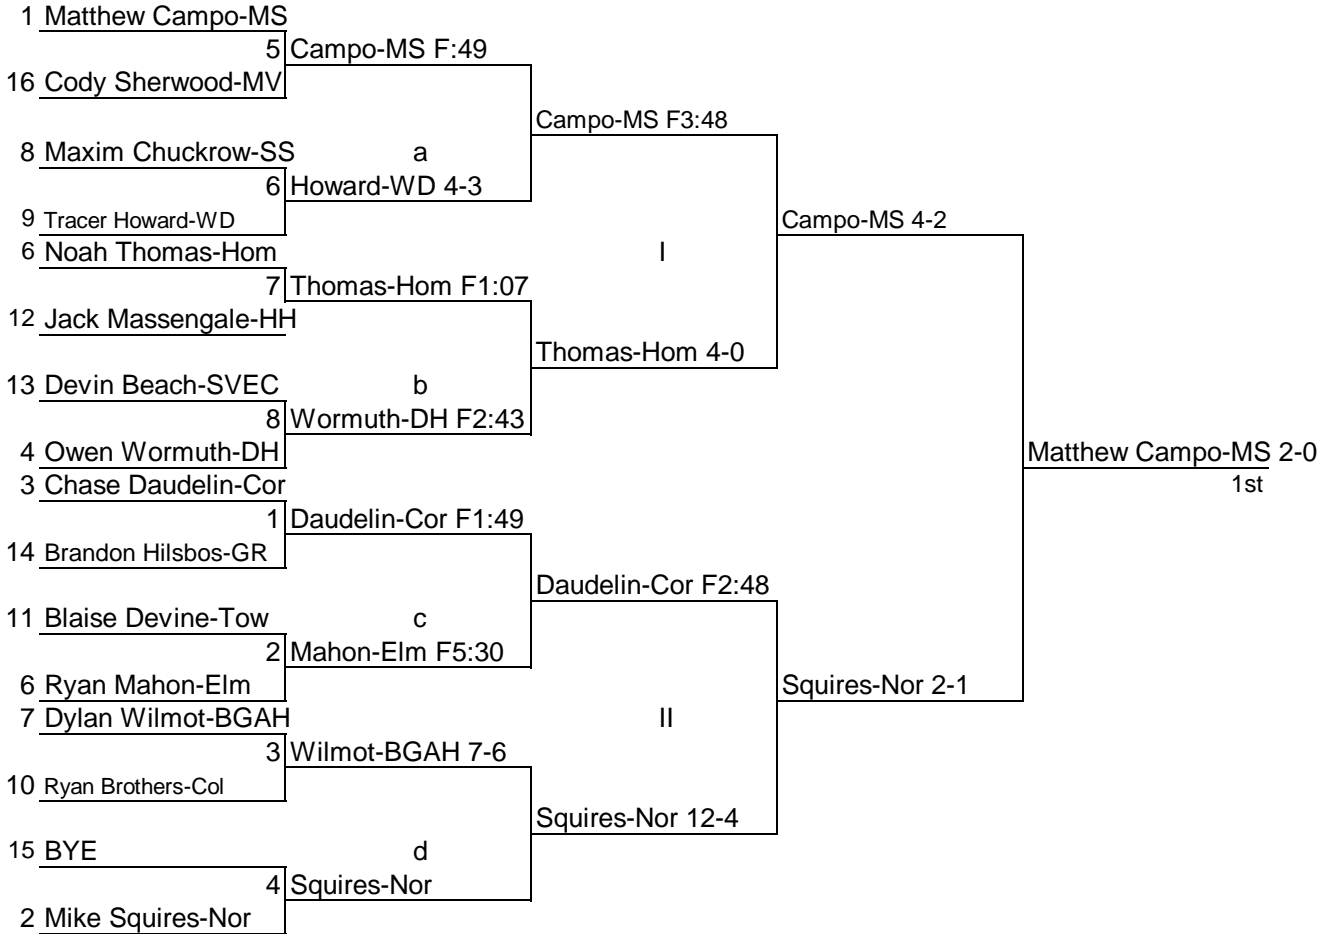 1 Matthew Campo-MS
5 Campo-MS F:49
16 Cody Sherwood-MV
Campo-MS F3:48
8 Maxim Chuckrow-SS
a
6 Howard-WD 4-3
9 Tracer Howard-WD
Campo-MS 4-2
6 Noah Thomas-Hom
I
7 Thomas-Hom F1:07
12 Jack Massengale-HH
Thomas-Hom 4-0
13 Devin Beach-SVEC
b
8 Wormuth-DH F2:43
4 Owen Wormuth-DH
Matthew Campo-MS 2-0
3 Chase Daudelin-Cor
1st
1 Daudelin-Cor F1:49
14 Brandon Hilsbos-GR
Daudelin-Cor F2:48
11 Blaise Devine-Tow
c
2 Mahon-Elm F5:30
6 Ryan Mahon-Elm
Squires-Nor 2-1
7 Dylan Wilmot-BGAH
II
3 Wilmot-BGAH 7-6
10 Ryan Brothers-Col
Squires-Nor 12-4
15 BYE
d
4 Squires-Nor
2 Mike Squires-Nor